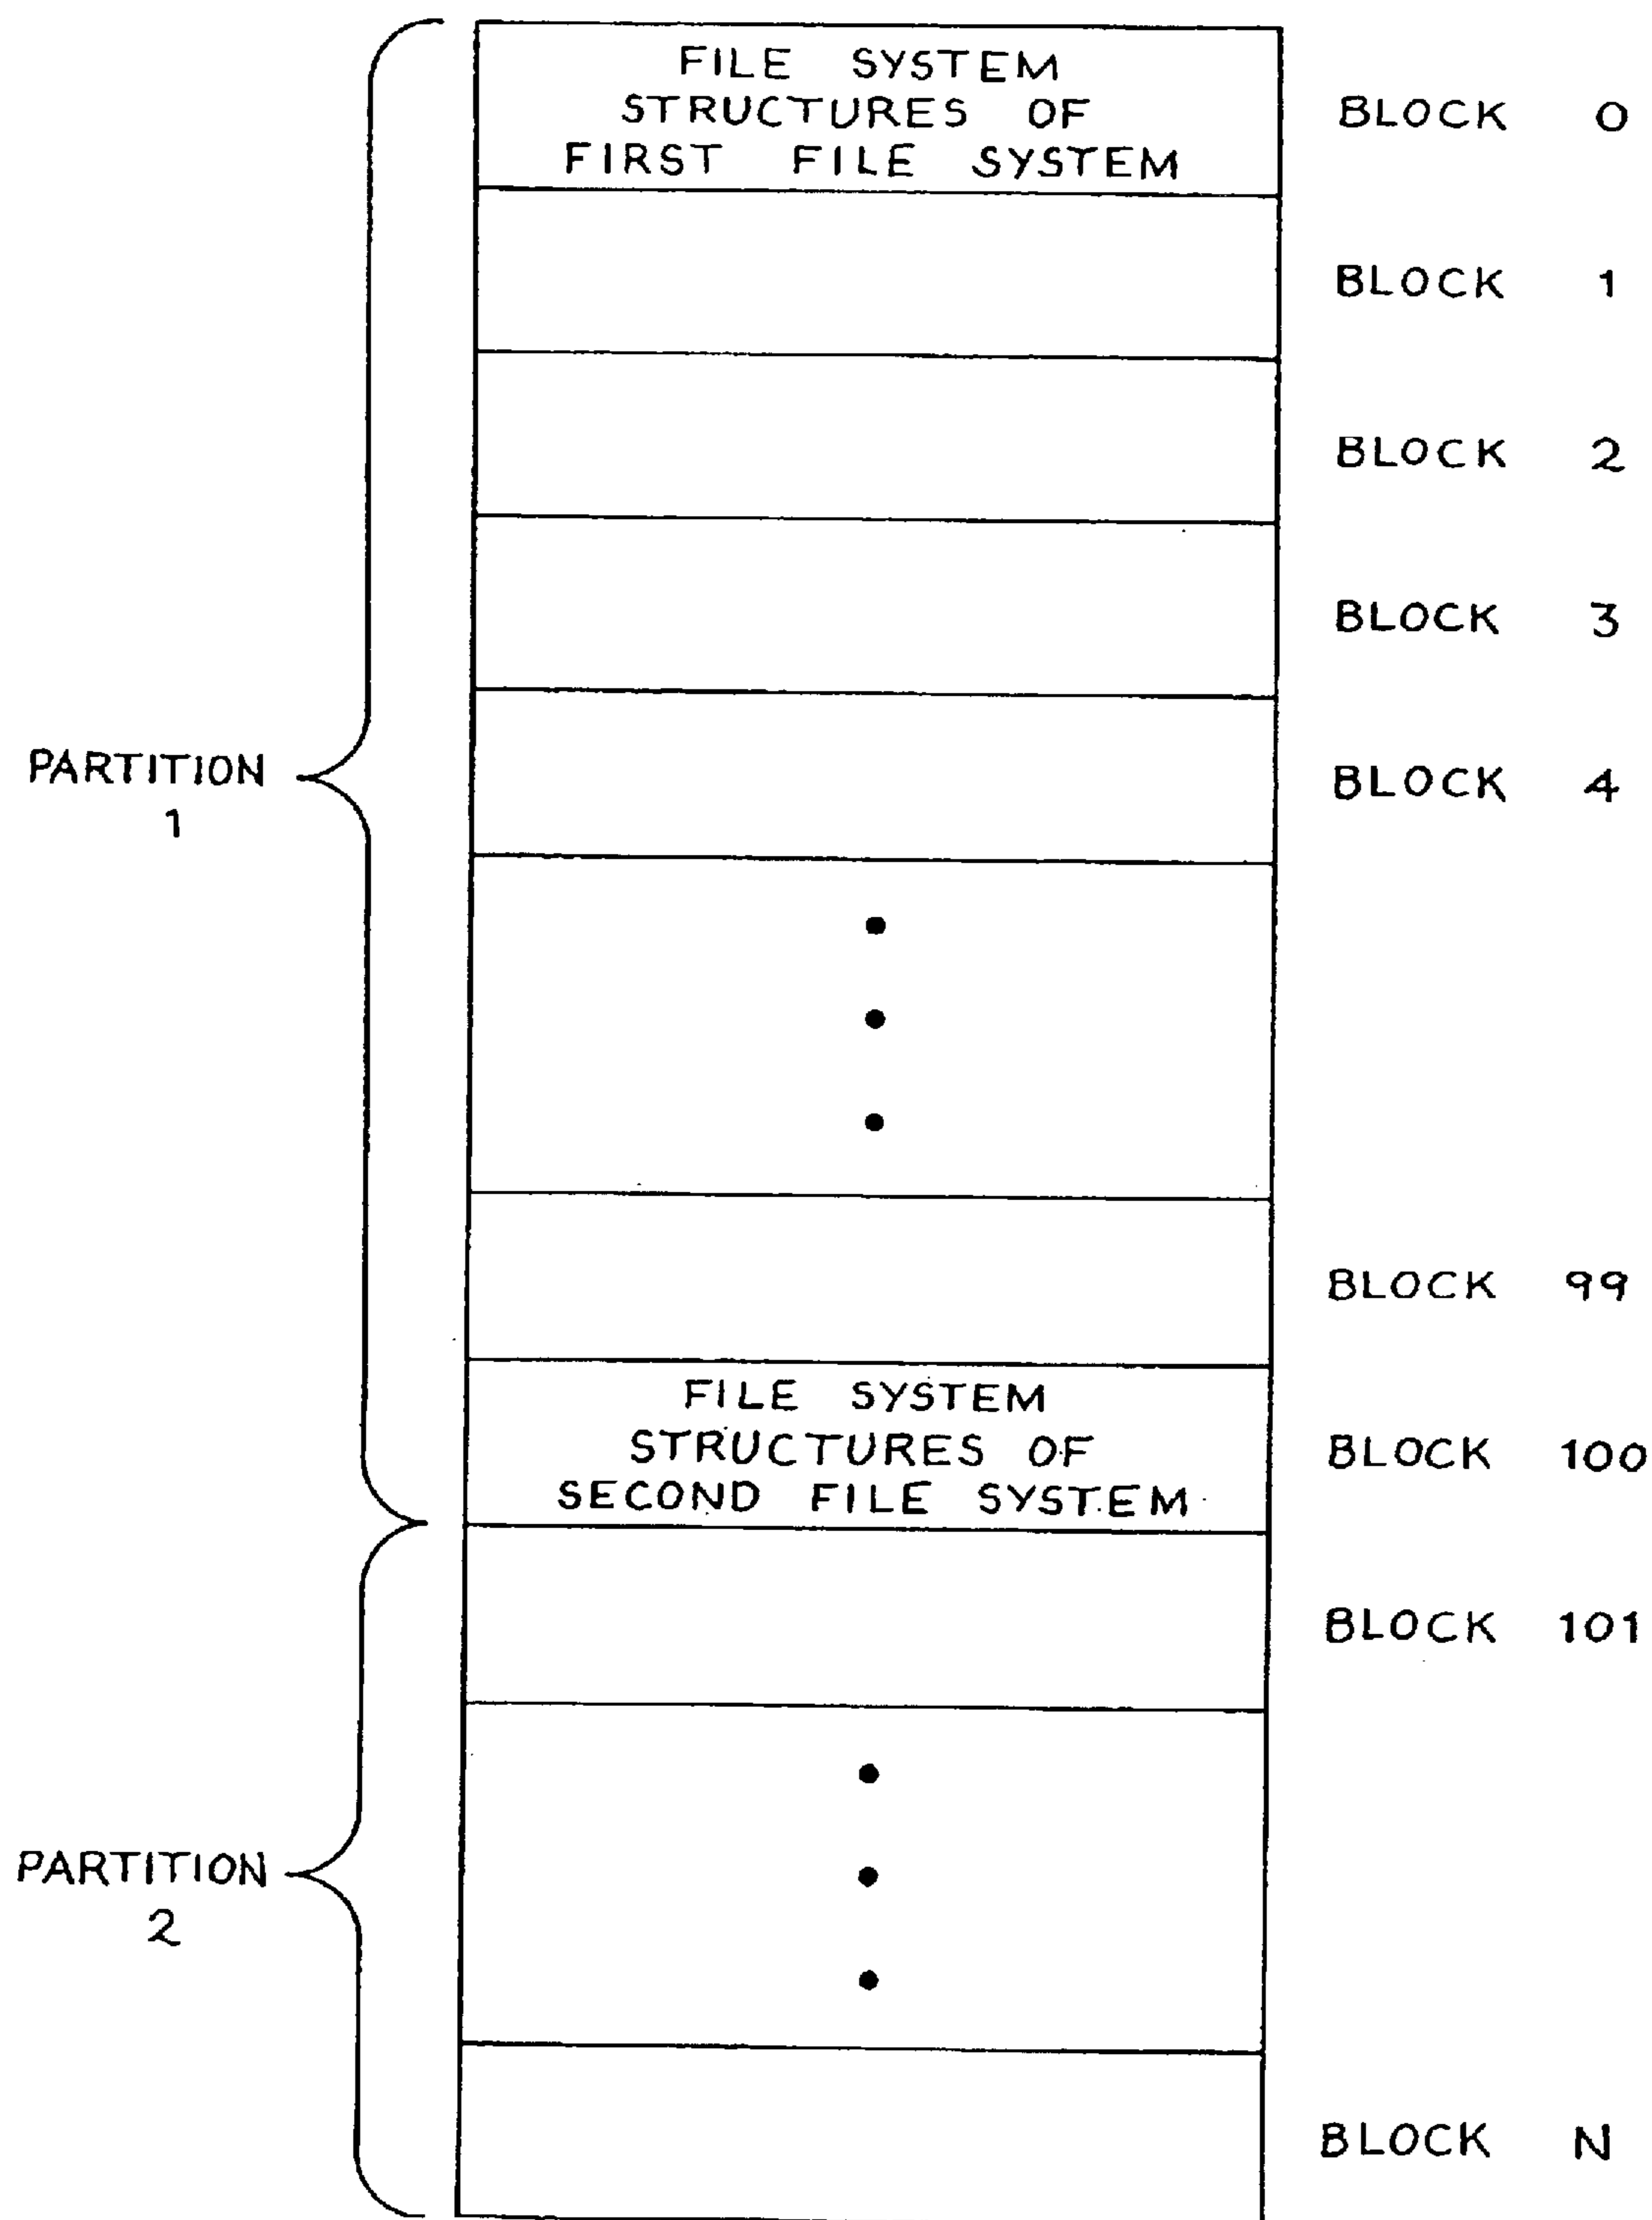 FILE SYSTEM
STRUCTURES OF
FIRST FILE SYSTEM
BLOCK 0
BLOCK 1
BLOCK 2
BLOCK 3
PARTITION
1
BLOCK 4
BLOCK 99
FILE SYSTEM
STRUCTURES OF
SECOND FILE SYSTEM
BLOCK 100
BLOCK 101
PARTITION
2
BLOCK N